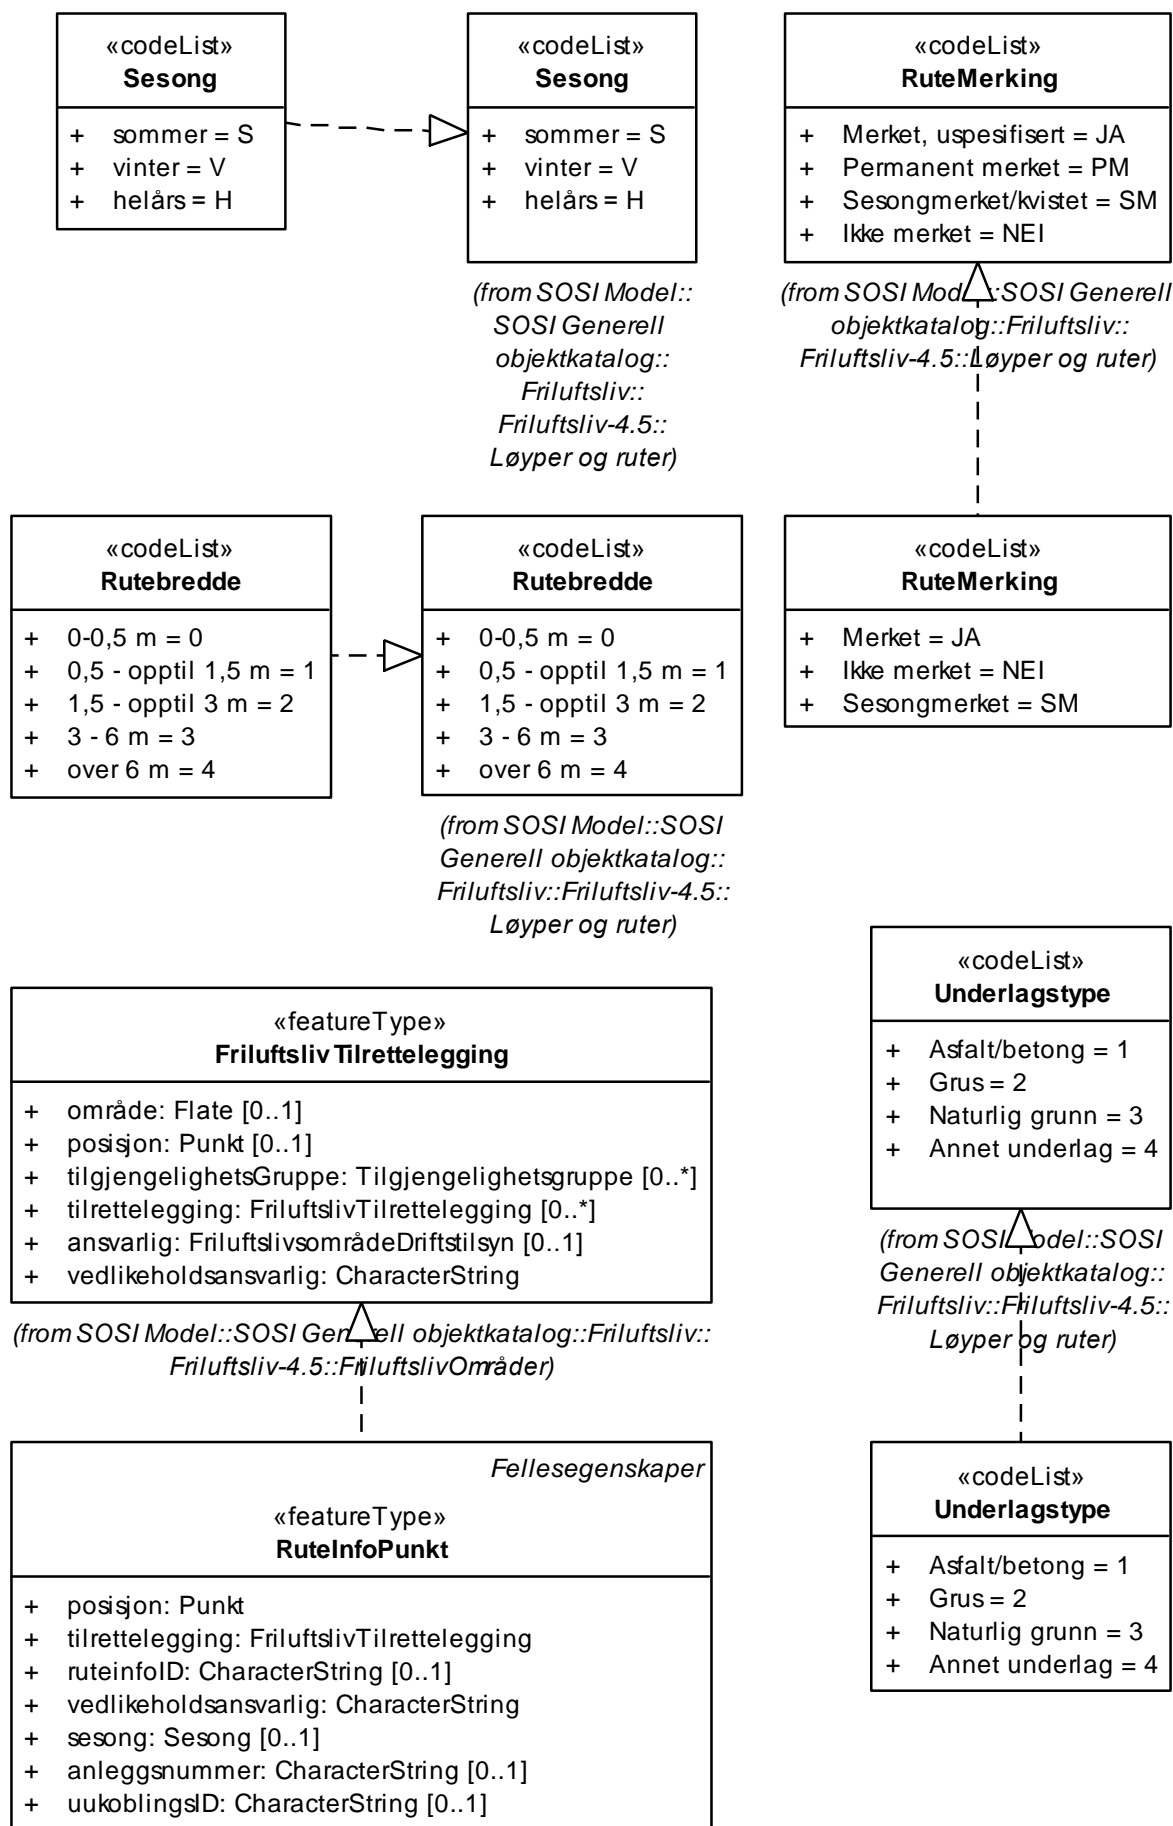 «codeList»
Sesong
+ sommer = S
+ vinter = V
+ helårs = H
«codeList»
Sesong
+ sommer = S
+ vinter = V
+ helårs = H
(from SOSI Model::
SOSI Generell
objektkatalog::
Friluftsliv::
Friluftsliv-4.5::
Løyper og ruter)
«codeList»
RuteMerking
+ Merket, uspesifisert = JA
+ Permanent merket = PM
+ Sesongmerket/kvistet = SM
+ Ikke merket = NEI
(from SOSI Model::SOSI Generell
objektkatalog::Friluftsliv::
Friluftsliv-4.5::Løyper og ruter)
«codeList»
Rutebredde
+ 0-0,5 m = 0
+ 0,5 - opptil 1,5 m = 1
+ 1,5 - opptil 3 m = 2
+ 3 - 6 m = 3
+ over 6 m = 4
«codeList»
Rutebredde
+ 0-0,5 m = 0
+ 0,5 - opptil 1,5 m = 1
+ 1,5 - opptil 3 m = 2
+ 3 - 6 m = 3
+ over 6 m = 4
(from SOSI Model::SOSI
Generell objektkatalog::
Friluftsliv::Friluftsliv-4.5::
Løyper og ruter)
«codeList»
RuteMerking
+ Merket = JA
+ Ikke merket = NEI
+ Sesongmerket = SM
«featureType»
FriluftslivTilrettelegging
+ område: Flate [0..1]
+ posisjon: Punkt [0..1]
+ tilgjengelighetsGruppe: Tilgjengelighetsgruppe [0..*]
+ tilrettelegging: FriluftslivTilrettelegging [0..*]
+ ansvarlig: FriluftslivsområdeDriftstilsyn [0..1]
+ vedlikeholdsansvarlig: CharacterString
(from SOSI Model::SOSI Generell objektkatalog::Friluftsliv::
Friluftsliv-4.5::FriluftslivOmråder)
«codeList»
Underlagstype
+ Asfalt/betong = 1
+ Grus = 2
+ Naturlig grunn = 3
+ Annet underlag = 4
(from SOSI Model::SOSI
Generell objektkatalog::
Friluftsliv::Friluftsliv-4.5::
Løyper og ruter)
Fellesegenskaper
«featureType»
RuteInfoPunkt
+ posisjon: Punkt
+ tilrettelegging: FriluftslivTilrettelegging
+ ruteinfoID: CharacterString [0..1]
+ vedlikeholdsansvarlig: CharacterString
+ sesong: Sesong [0..1]
+ anleggsnummer: CharacterString [0..1]
+ uukoblingsID: CharacterString [0..1]
«codeList»
Underlagstype
+ Asfalt/betong = 1
+ Grus = 2
+ Naturlig grunn = 3
+ Annet underlag = 4